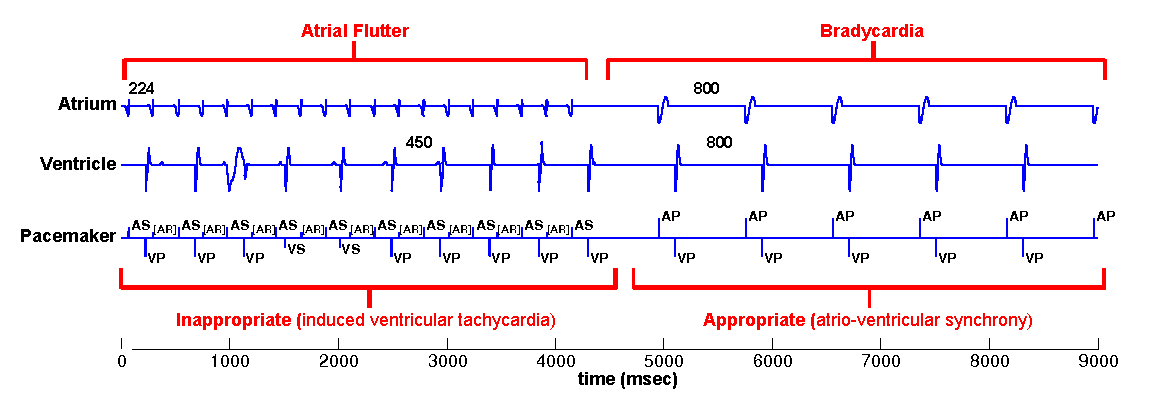 Atrial Flutter Bradycardia
224 800
Atrium
450 800
Ventricle
AS [AR] AS [AR] AS [AR] AS [AR] AS [AR] AS [AR] AS [AR] AS [AR] AS [AR] AS AP AP AP AP AP AP
Pacemaker
VP VP VP VS VS VP VP VP VP VP VP VP VP VP VP
Inappropriate (induced ventricular tachycardia) Appropriate (atrio-ventricular synchrony)
0 1000 2000 3000 4000 5000 6000 7000 8000 9000
time (msec)